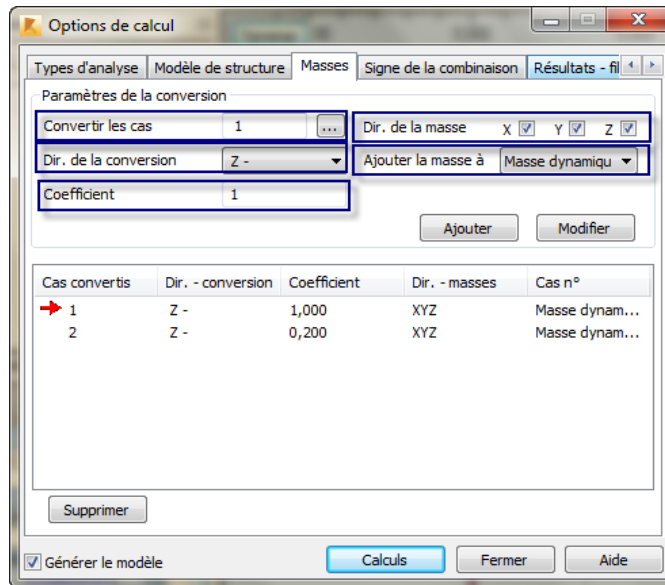 Options de calcul
Types d'analyse Modèle de structure Masses Signe de la combinaison Résultats - fil
Paramètres de la conversion
Convertir les cas 1 ... Dir. de la masse X Y Z
Dir. de la conversion Z - Ajouter la masse à Masse dynamiqu
Coefficient 1
Ajouter Modifier
Cas convertis Dir. - conversion Coefficient Dir. - masses Cas n°
1 Z - 1,000 XYZ Masse dynam...
2 Z - 0,200 XYZ Masse dynam...
Supprimer
Générer le modèle Calculs Fermer Aide